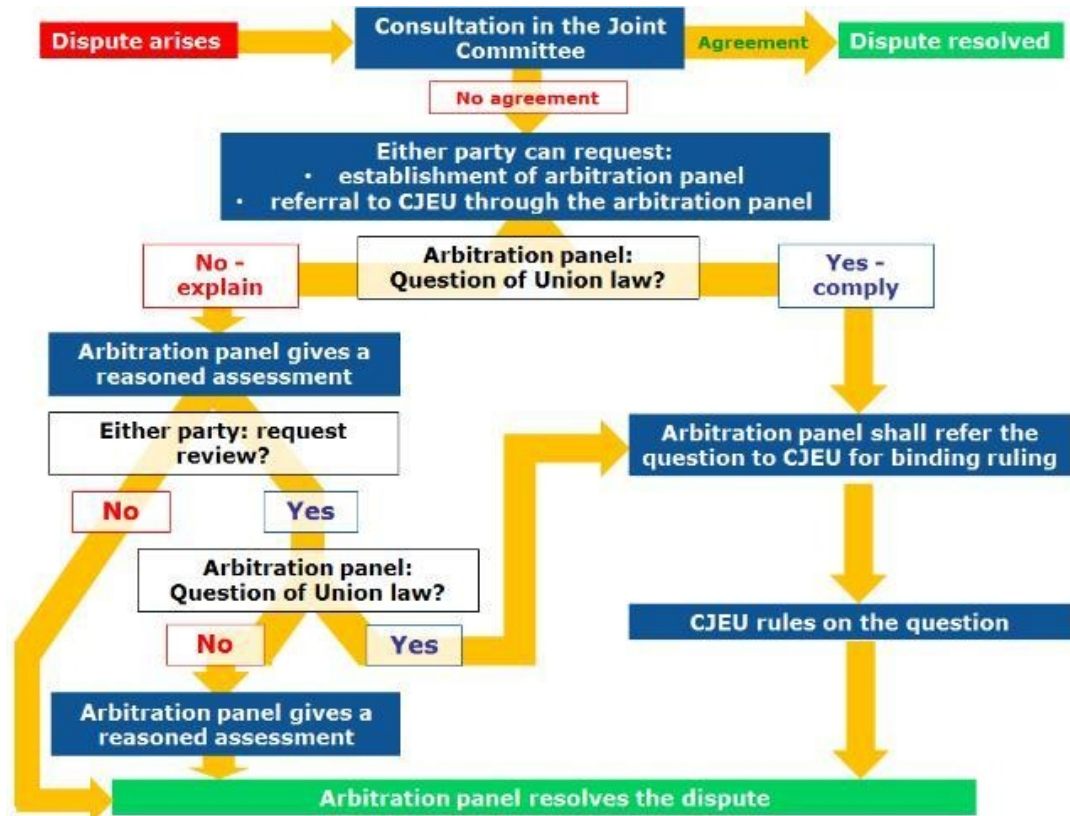 Dispute arises
Consultation in the Joint
Committee
Agreement
Dispute resolved
No agreement
Either party can request:
• establishment of arbitration panel
• referral to CJEU through the arbitration panel
No -
explain
Arbitration panel:
Question of Union law?
Yes -
comply
Arbitration panel gives a
reasoned assessment
Either party: request
review?
Arbitration panel shall refer the
question to CJEU for binding ruling
No
Yes
Arbitration panel:
Question of Union law?
CJEU rules on the question
No
Yes
Arbitration panel gives a
reasoned assessment
Arbitration panel resolves the dispute